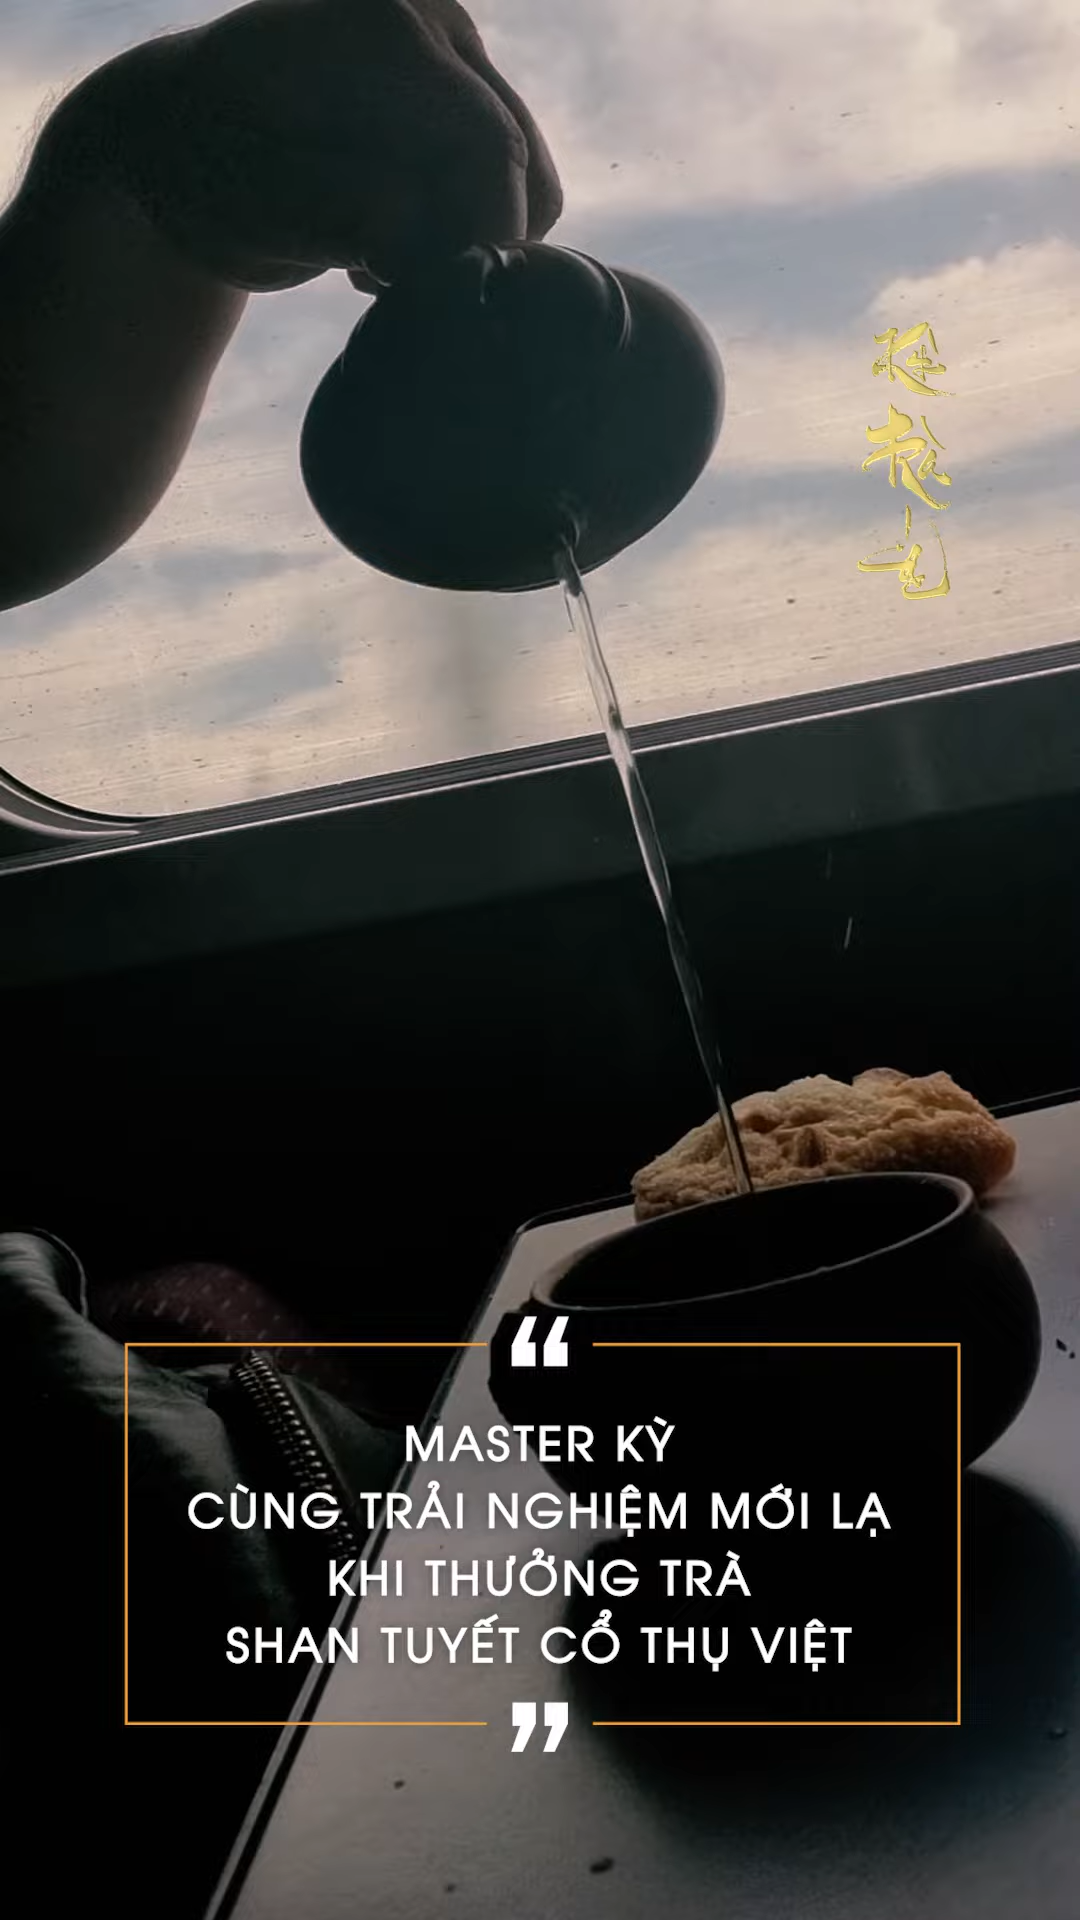 “
MASTER KỲ
CÙNG TRẢI NGHIỆM MỚI LẠ
KHI THƯỞNG TRÀ
SHAN TUYẾT CỔ THỤ VIỆT
”